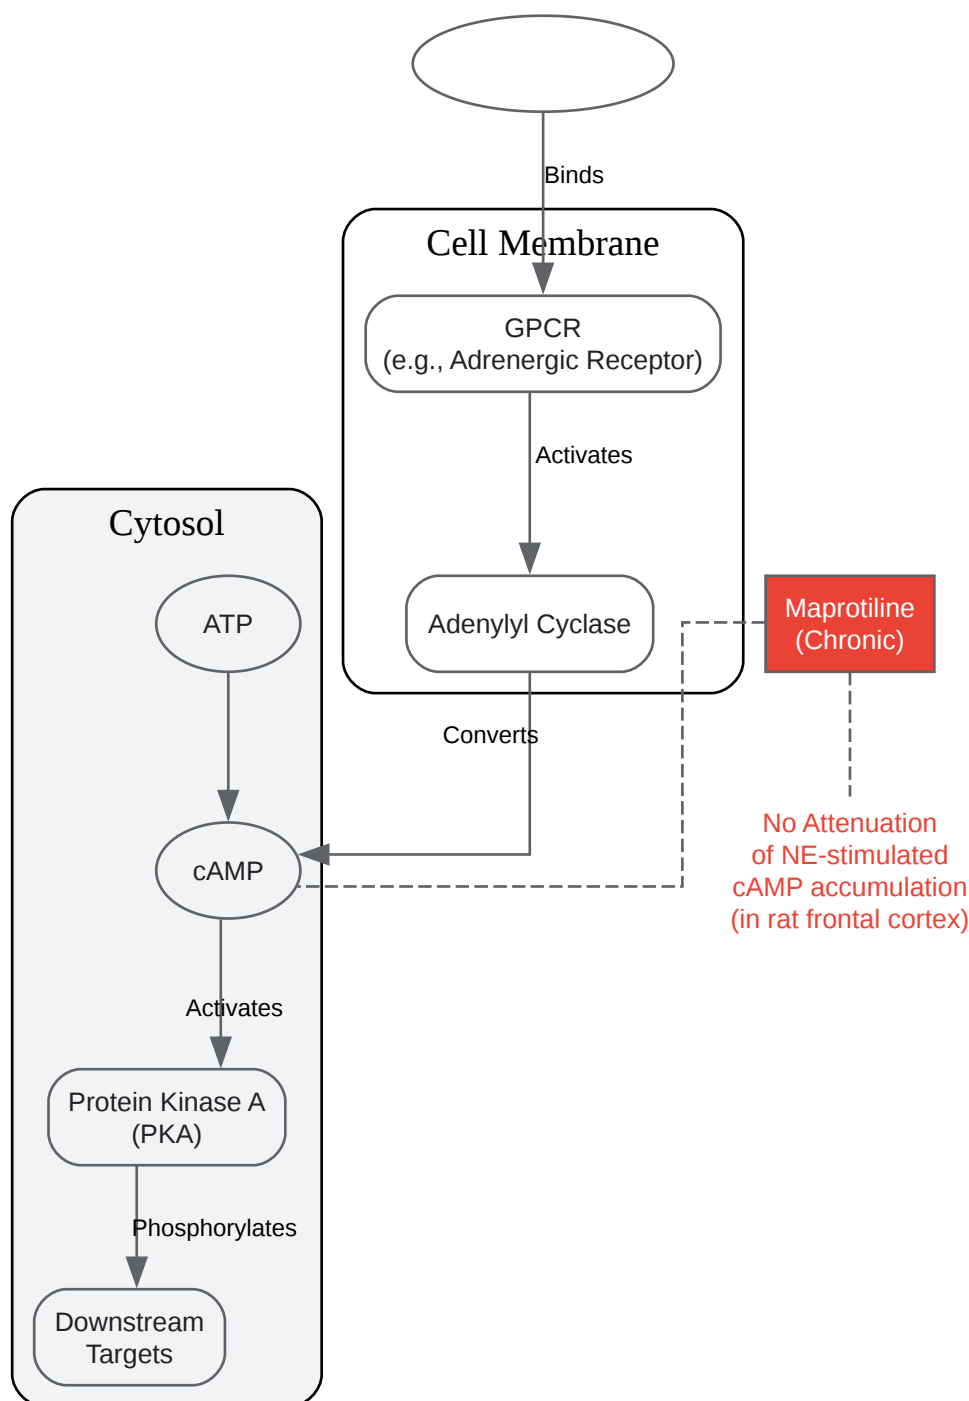 Binds
Cell Membrane
GPCR
(e.g., Adrenergic Receptor)
Activates
Cytosol
ATP
Adenylyl Cyclase
Maprotiline
(Chronic)
Converts
cAMP
No Attenuation
of NE-stimulated
cAMP accumulation
(in rat frontal cortex)
Activates
Protein Kinase A
(PKA)
Phosphorylates
Downstream
Targets